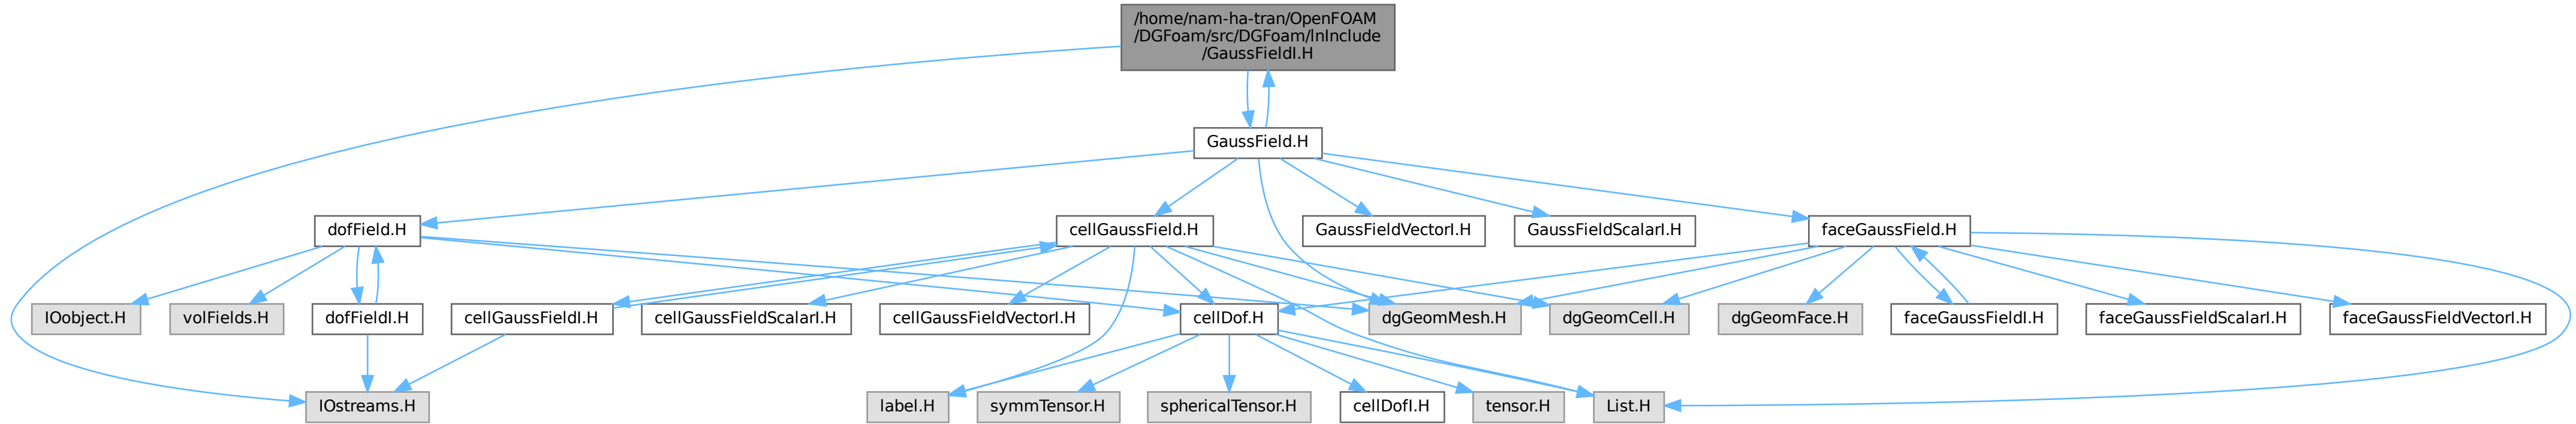 /home/nam-ha-tran/OpenFOAM
/DGFoam/src/DGFoam/lnInclude
/GaussFieldI.H
GaussField.H
dofField.H
cellGaussField.H
GaussFieldVectorI.H
GaussFieldScalarI.H
faceGaussField.H
IOobject.H
volFields.H
dofFieldI.H
cellGaussFieldI.H
cellGaussFieldScalarI.H
cellGaussFieldVectorI.H
cellDof.H
dgGeomMesh.H
dgGeomCell.H
dgGeomFace.H
faceGaussFieldI.H
faceGaussFieldScalarI.H
faceGaussFieldVectorI.H
IOstreams.H
label.H
symmTensor.H
sphericalTensor.H
cellDofI.H
tensor.H
List.H